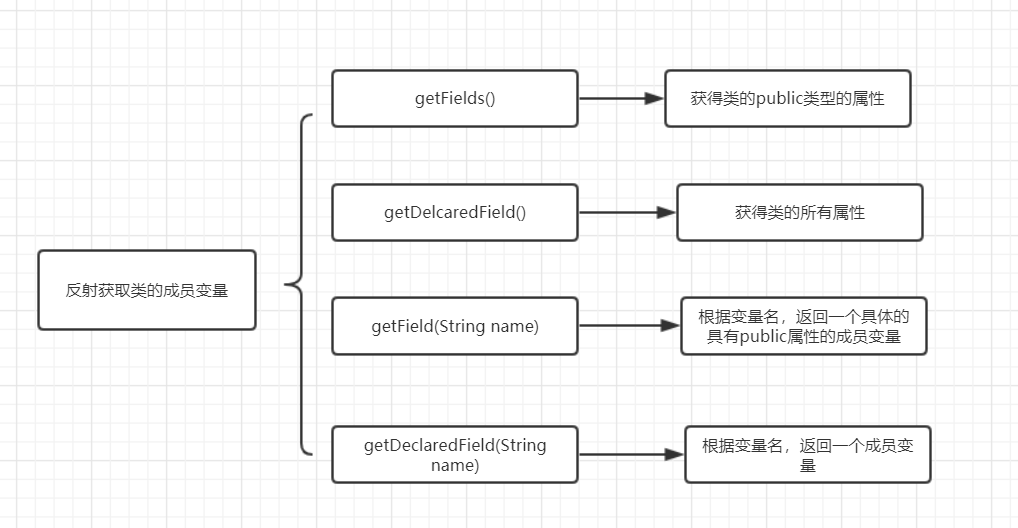 getFields()
获得类的public类型的属性
getDelcaredField()
获得类的所有属性
反射获取类的成员变量
getField(String name)
根据变量名，返回一个具体的
具有public属性的成员变量
getDeclaredField(String
name)
根据变量名，返回一个成员变
量